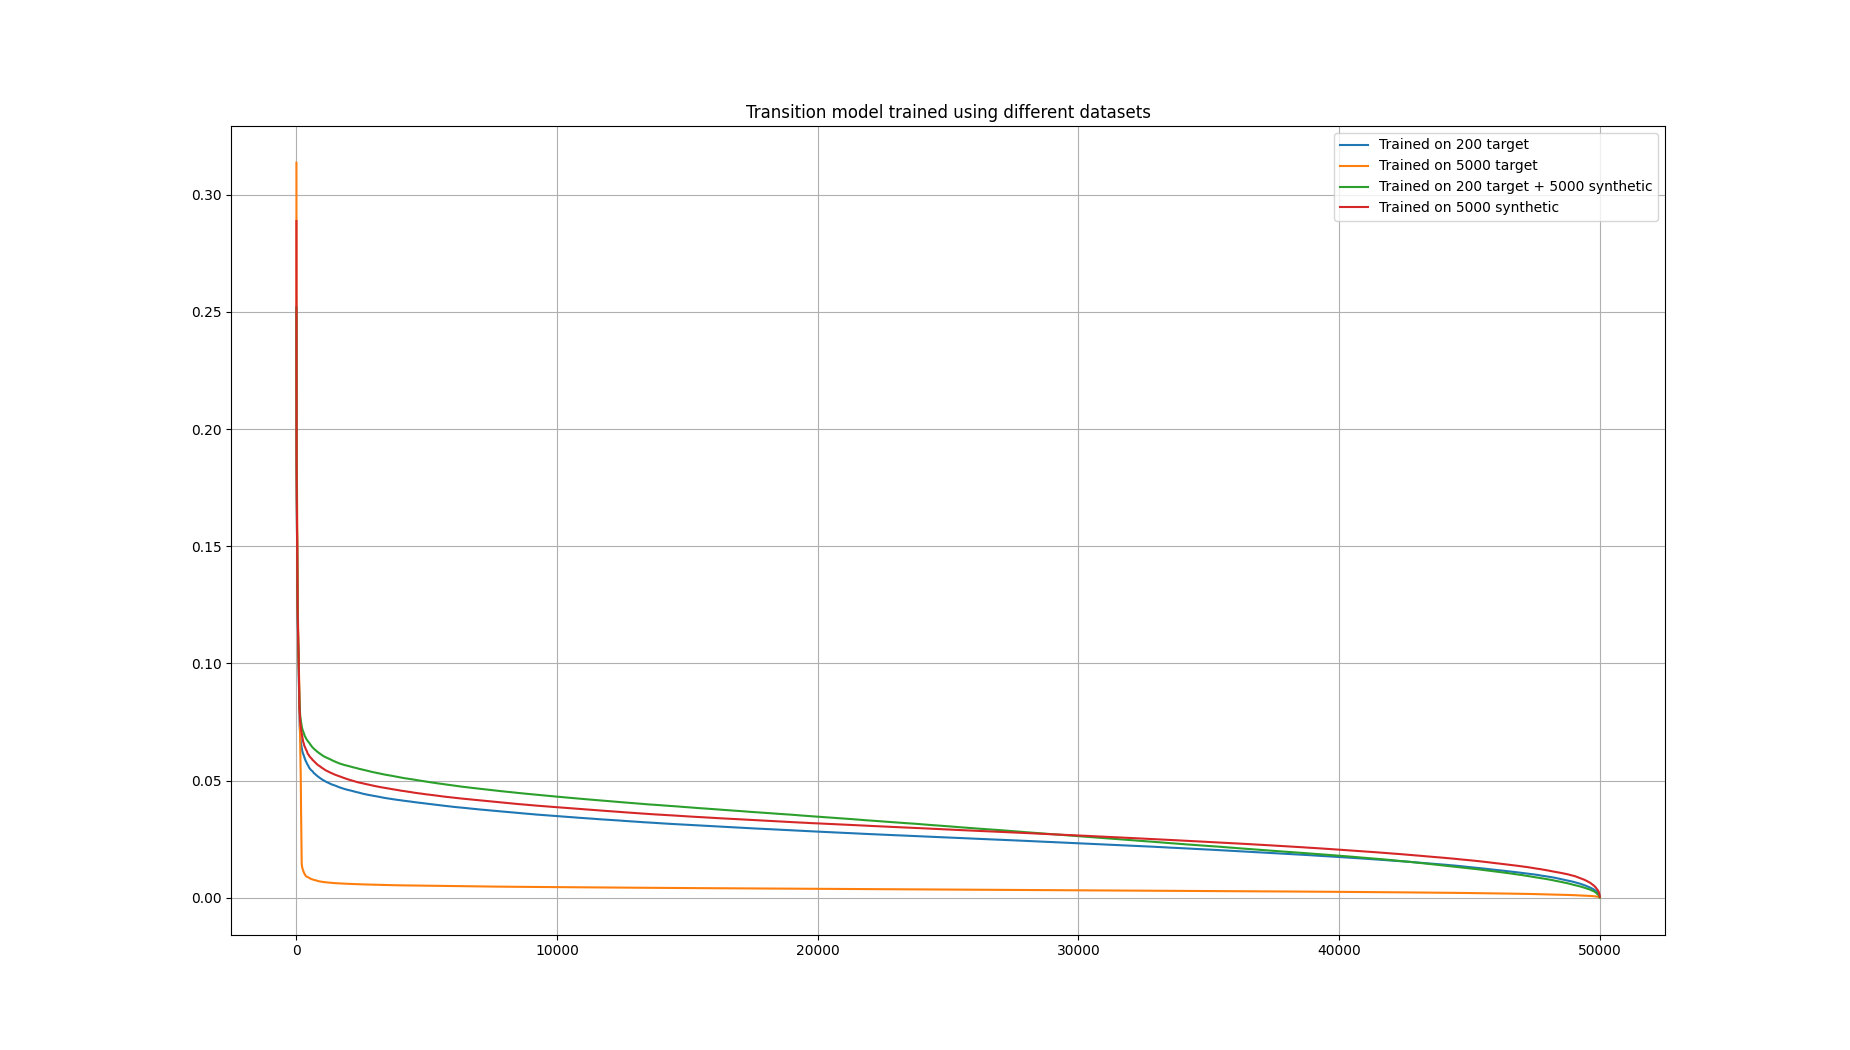 Transition model trained using different datasets
Trained on 200 target
Trained on 5000 target
Trained on 200 target + 5000 synthetic
Trained on 5000 synthetic
0.30
0.25
0.20
0.15
0.10
0.05
0.00
0 10000 20000 30000 40000 50000